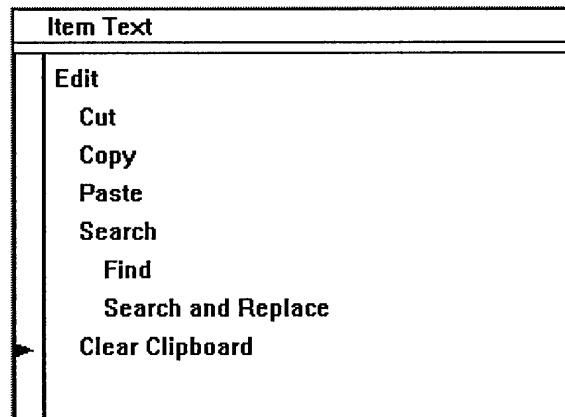 Item Text
Edit
Cut
Copy
Paste
Search
Find
Search and Replace
Clear Clipboard